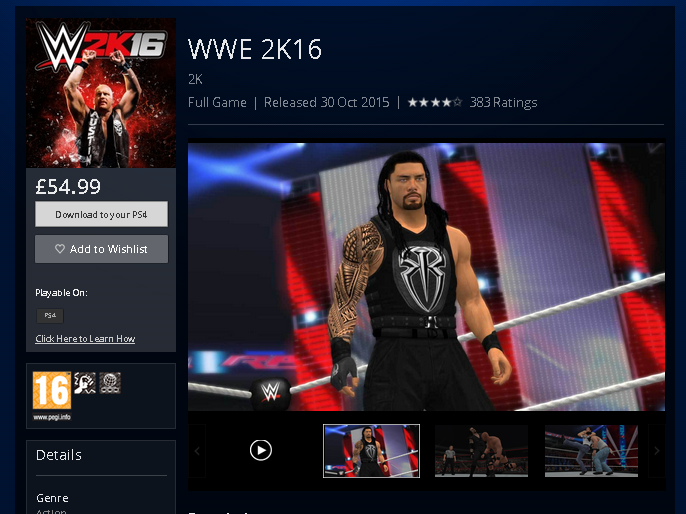 W2K16
WWE 2K16
2K
Full Game | Released 30 Oct 2015 | 383 Ratings
£54.99
Download to your PS4
Add to Wishlist
Playable On:
PS4
Click Here to Learn How
16
www.pegi.info
Details
Genre
Action